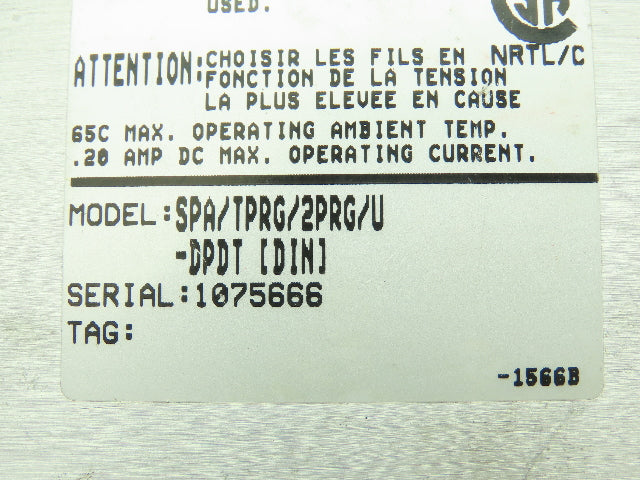 USED.
ATTENTION: CHOISIR LES FILS EN
FONCTION DE LA TENSION
LA PLUS ELEVEE EN CAUSE
NRTL/C
65C MAX. OPERATING AMBIENT TEMP.
.20 AMP DC MAX. OPERATING CURRENT.
MODEL:SPA/TPRG/2PRG/U
-DPDT [DIN]
SERIAL:1075666
TAG:
-1566B